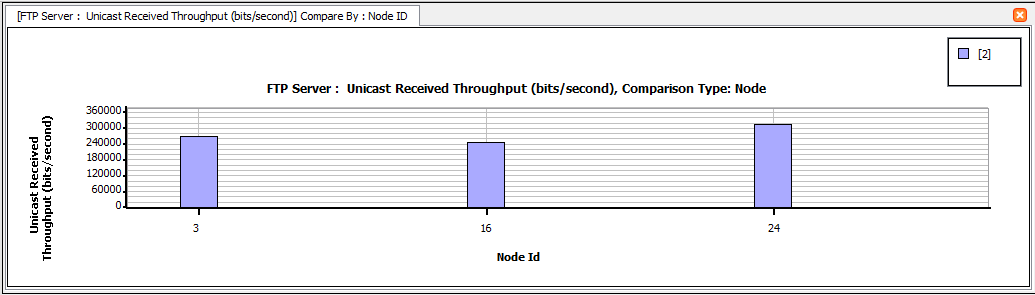 [FTP Server :  Unicast Received Throughput (bits/second)] Compare By : Node ID
[2]
FTP Server :  Unicast Received Throughput (bits/second), Comparison Type: Node
Unicast Received
Throughput (bits/second)
360000
300000
240000
180000
120000
60000
0
3 16 24
Node Id